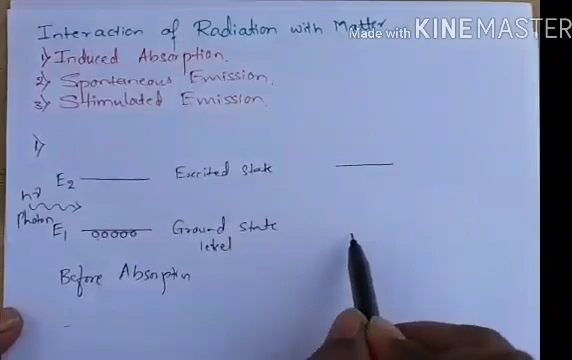 Interaction of Radiation with Matter
Made with KINEMASTER
1) Induced Absorption.
2) Spontaneous Emission.
3) Stimulated Emission.
1)
E2 Excited state
hν
Photon
E1 Ground state
level
Before Absorptin